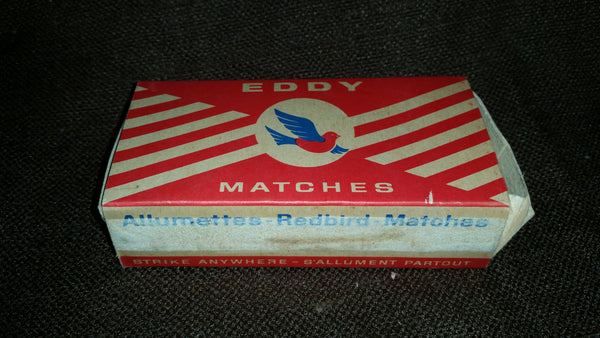 EDDY
MATCHES
Allumettes - Redbird - Matches
STRIKE ANYWHERE - S'ALLUMENT PARTOUT